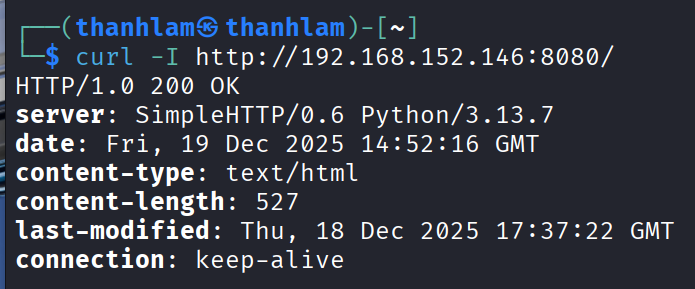 ┌──(thanhlam㉿thanhlam)-[~]
└─$ curl -I http://192.168.152.146:8080/
HTTP/1.0 200 OK
server: SimpleHTTP/0.6 Python/3.13.7
date: Fri, 19 Dec 2025 14:52:16 GMT
content-type: text/html
content-length: 527
last-modified: Thu, 18 Dec 2025 17:37:22 GMT
connection: keep-alive